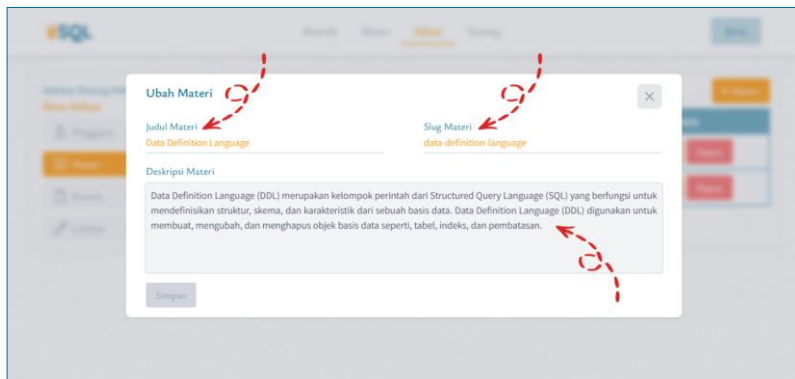 eSQL
Ubah Materi
Judul Materi
Slug Materi
Data Definition Language
data-definition-language
Deskripsi Materi
Data Definition Language (DDL) merupakan kelompok perintah dari Structured Query Language (SQL) yang berfungsi untuk
mendefinisikan struktur, skema, dan karakteristik dari sebuah basis data. Data Definition Language (DDL) digunakan untuk
membuat, mengubah, dan menghapus objek basis data seperti, tabel, indeks, dan pembatasan.
Simpan